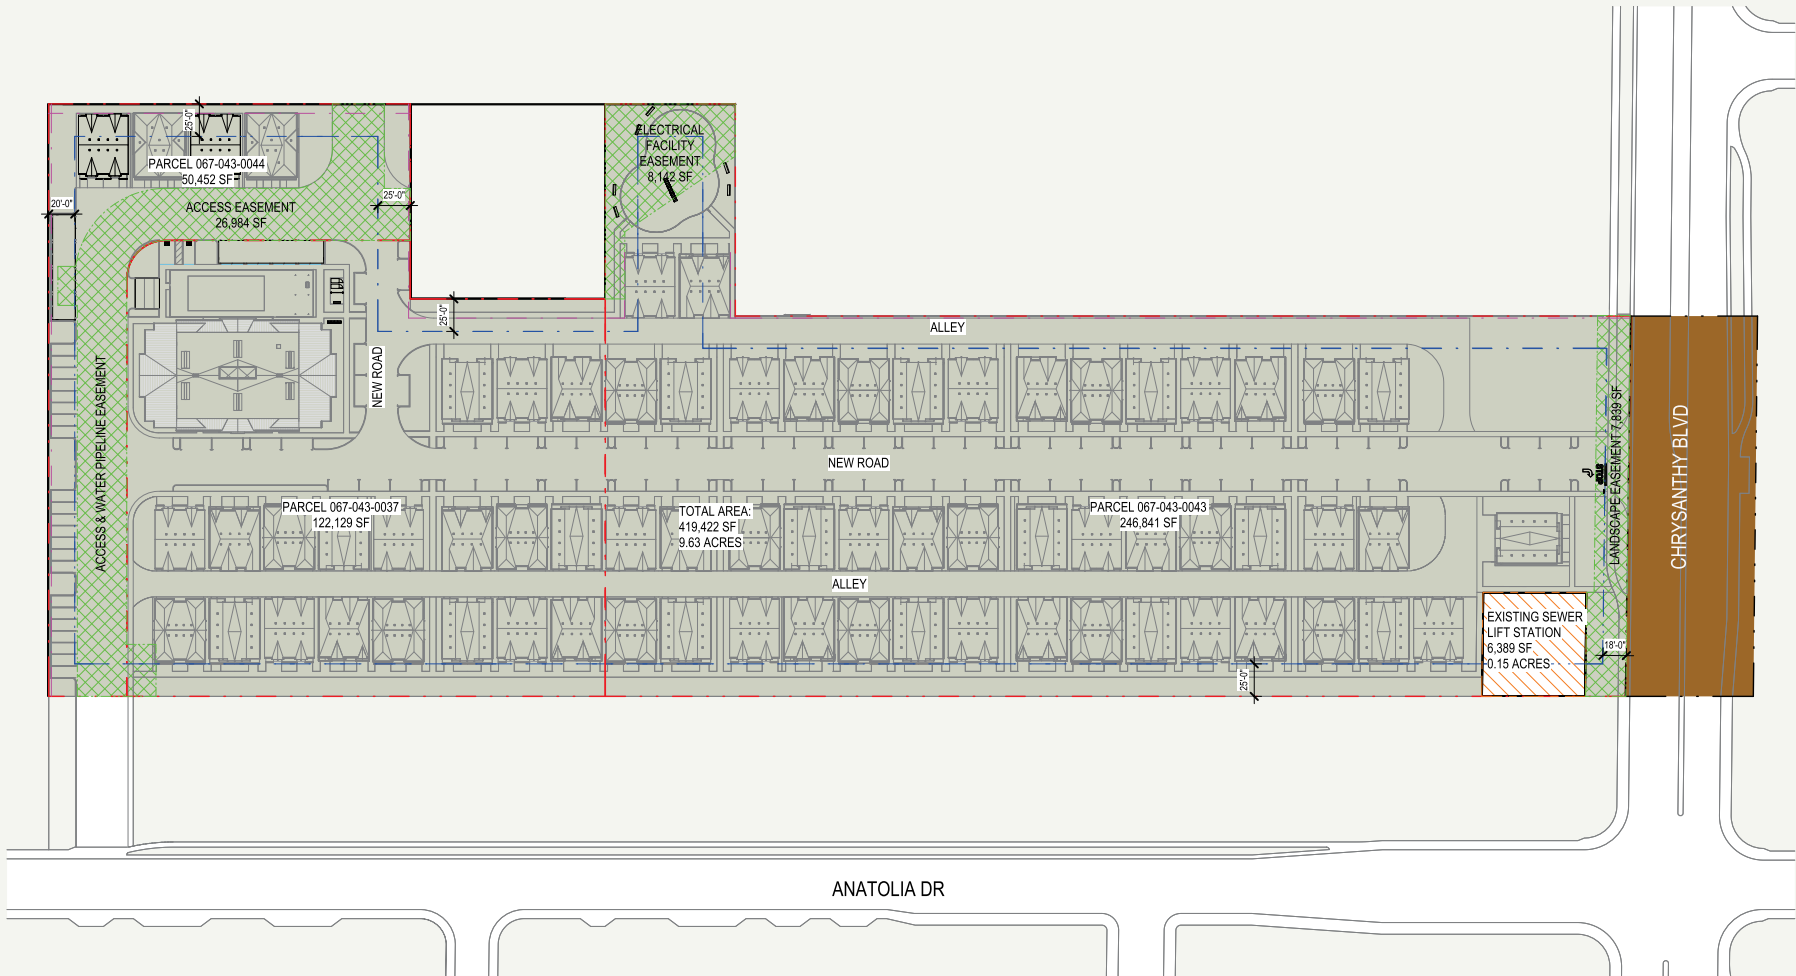 25'-0"
PARCEL 067-043-0044
50,452 SF
20'-0"
25'-0"
ACCESS EASEMENT
26,984 SF
ELECTRICAL
FACILITY
EASEMENT
8,142 SF
25'-0"
ALLEY
NEW ROAD
ACCESS & WATER PIPELINE EASEMENT
NEW ROAD
LANDSCAPE EASEMENT 7,839 SF
CHRYSANTHY BLVD
STOP
PARCEL 067-043-0037
122,129 SF
TOTAL AREA:
419,422 SF
9.63 ACRES
PARCEL 067-043-0043
246,841 SF
ALLEY
EXISTING SEWER
LIFT STATION
6,389 SF
0.15 ACRES
18'-0"
25'-0"
ANATOLIA DR